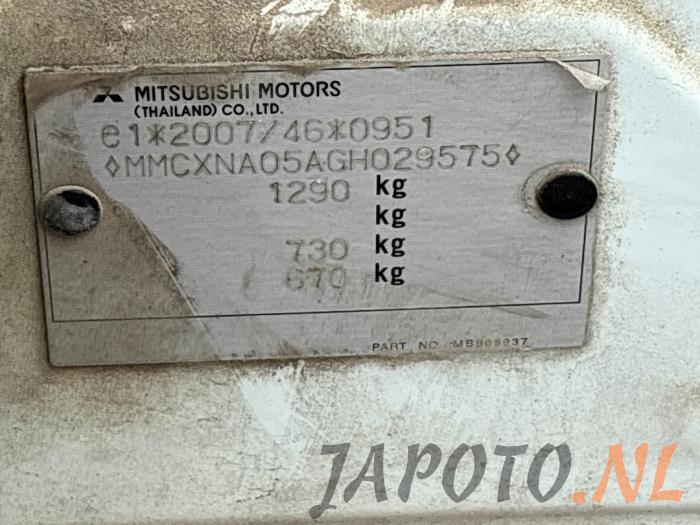 MITSUBISHI MOTORS
(THAILAND) CO., LTD.
e1*2007/46*0951
◊MMCXNA05AGH029575◊
1290 kg
kg
730 kg
670 kg
PART NO
JAPOTO.NL